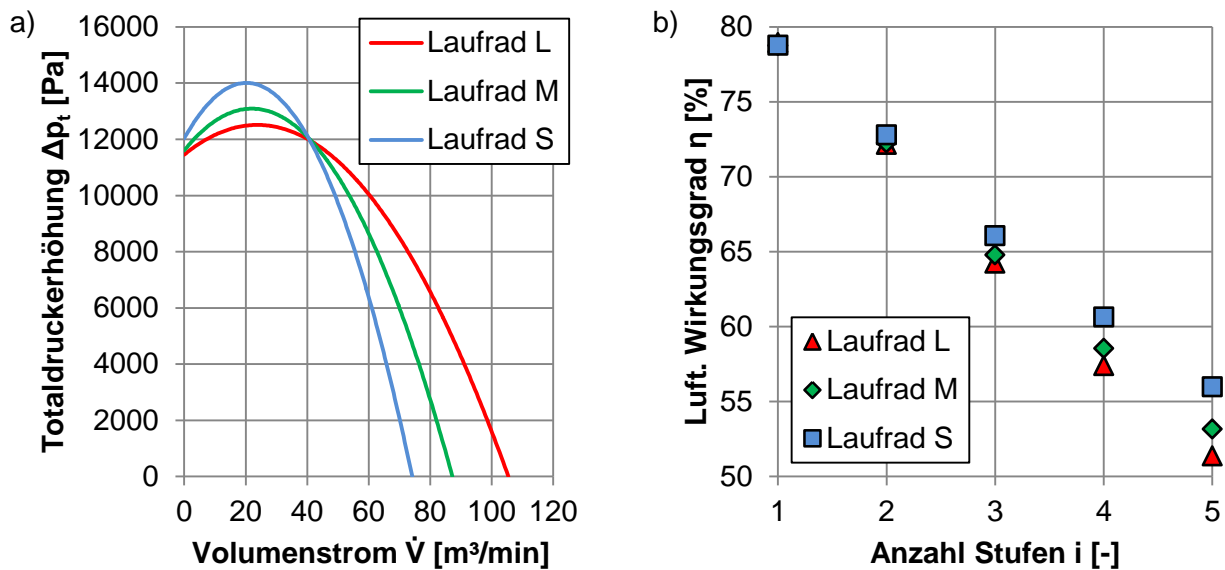 a)
Totaldruckerhöhung Δpt [Pa]
16000
14000
12000
10000
8000
6000
4000
2000
0
0 20 40 60 80 100 120
Volumenstrom V̇ [m³/min]
Laufrad L
Laufrad M
Laufrad S
b)
Luft. Wirkungsgrad η [%]
80
75
70
65
60
55
50
1 2 3 4 5
Anzahl Stufen i [-]
Laufrad L
Laufrad M
Laufrad S